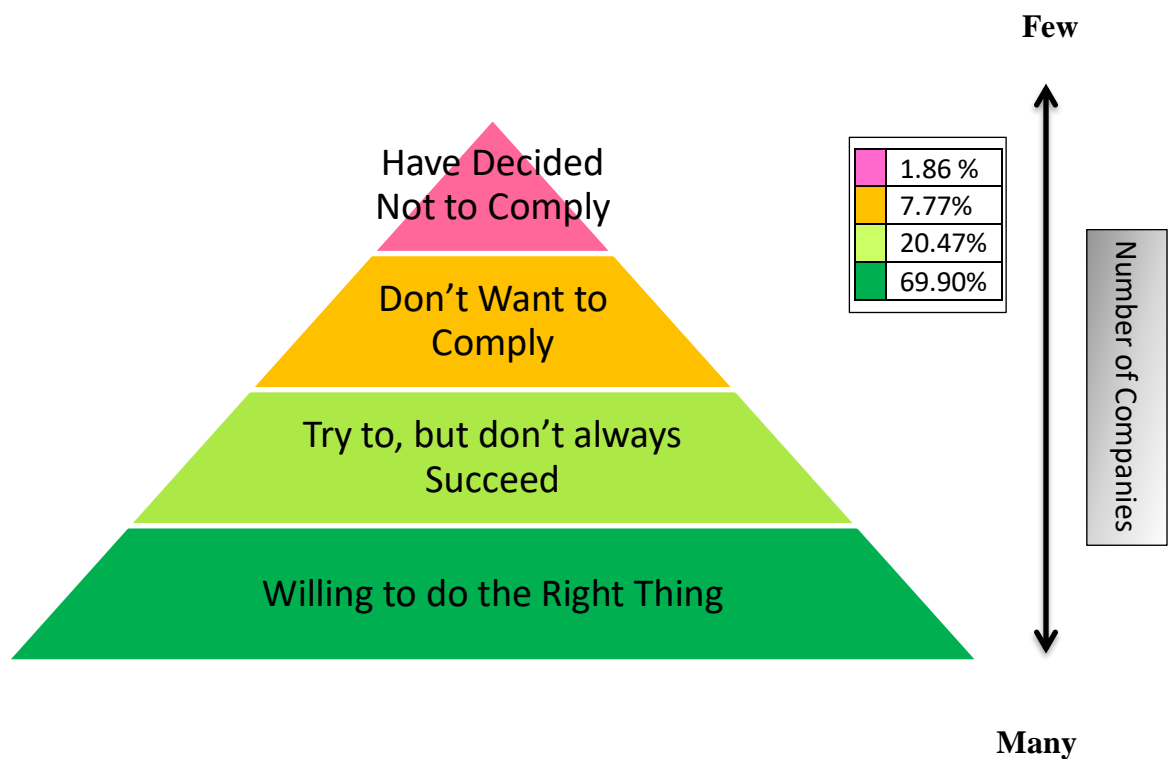 Few
Have Decided
Not to Comply
1.86 %
7.77%
20.47%
69.90%
Don’t Want to
Comply
Number of Companies
Try to, but don’t always
Succeed
Willing to do the Right Thing
Many